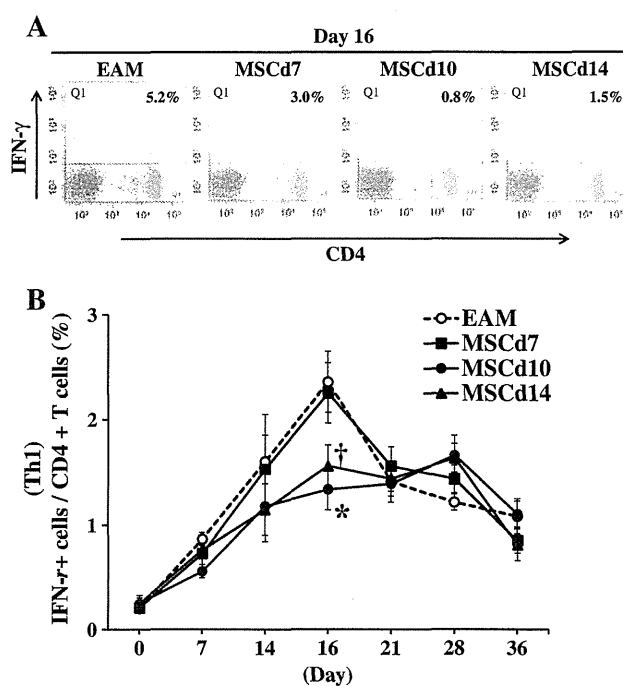 A
Day 16
EAM MSCd7 MSCd10 MSCd14
Q1 5.2% Q1 3.0% Q1 0.8% Q1 1.5%
IFN-γ
CD4
B
3
2
1
0
(Th1)
IFN-r+ cells / CD4 + T cells (%)
EAM
MSCd7
MSCd10
MSCd14
†
*
0 7 14 16 21 28 36
(Day)